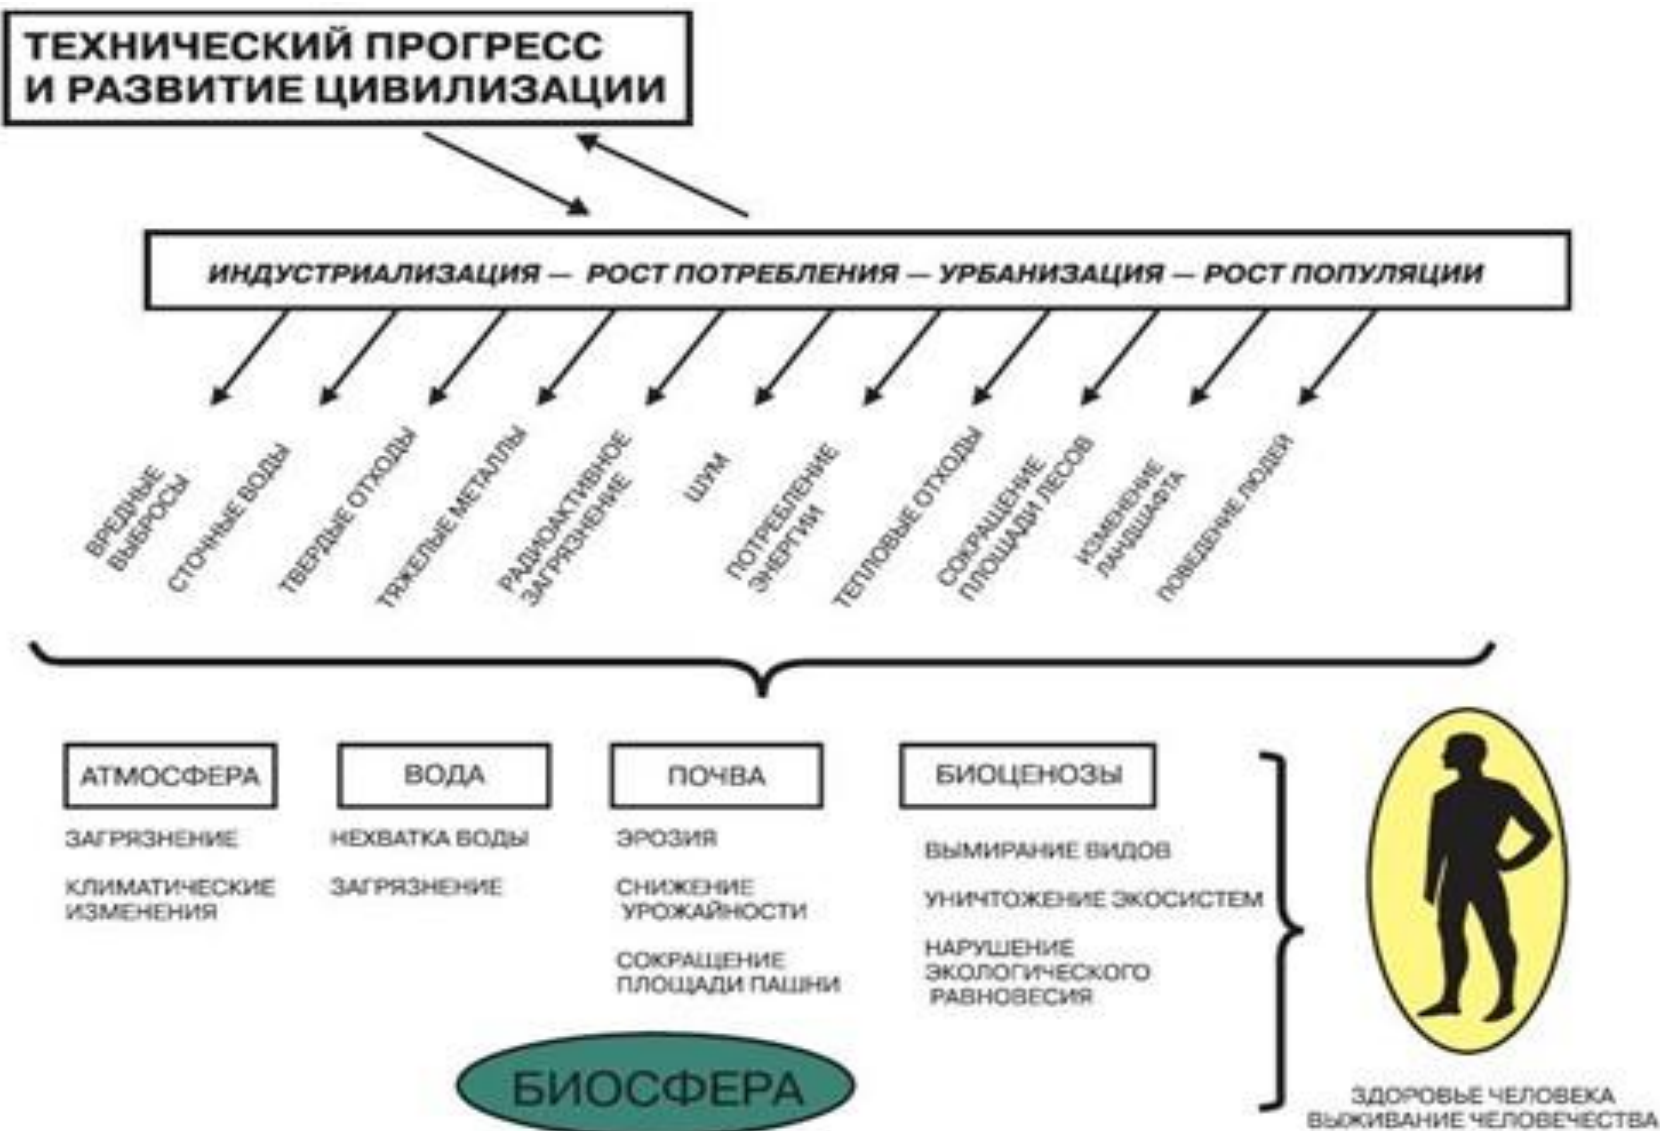 ТЕХНИЧЕСКИЙ ПРОГРЕСС
И РАЗВИТИЕ ЦИВИЛИЗАЦИИ
ИНДУСТРИАЛИЗАЦИЯ — РОСТ ПОТРЕБЛЕНИЯ — УРБАНИЗАЦИЯ — РОСТ ПОПУЛЯЦИИ
ВРЕДНЫЕ
ВЫБРОСЫ
СТОЧНЫЕ ВОДЫ
ТВЕРДЫЕ ОТХОДЫ
ТЯЖЕЛЫЕ МЕТАЛЛЫ
РАДИОАКТИВНОЕ
ЗАГРЯЗНЕНИЕ
ШУМ
ПОТРЕБЛЕНИЕ
ЭНЕРГИИ
ТЕПЛОВЫЕ ОТХОДЫ
СОКРАЩЕНИЕ
ПЛОЩАДИ ЛЕСОВ
ИЗМЕНЕНИЕ
ЛАНДШАФТА
ПОВЕДЕНИЕ ЛЮДЕЙ
АТМОСФЕРА
ЗАГРЯЗНЕНИЕ
КЛИМАТИЧЕСКИЕ
ИЗМЕНЕНИЯ
ВОДА
НЕХВАТКА ВОДЫ
ЗАГРЯЗНЕНИЕ
ПОЧВА
ЭРОЗИЯ
СНИЖЕНИЕ
УРОЖАЙНОСТИ
СОКРАЩЕНИЕ
ПЛОЩАДИ ПАШНИ
БИОЦЕНОЗЫ
ВЫМИРАНИЕ ВИДОВ
УНИЧТОЖЕНИЕ ЭКОСИСТЕМ
НАРУШЕНИЕ
ЭКОЛОГИЧЕСКОГО
РАВНОВЕСИЯ
БИОСФЕРА
ЗДОРОВЬЕ ЧЕЛОВЕКА
ВЫЖИВАНИЕ ЧЕЛОВЕЧЕСТВА